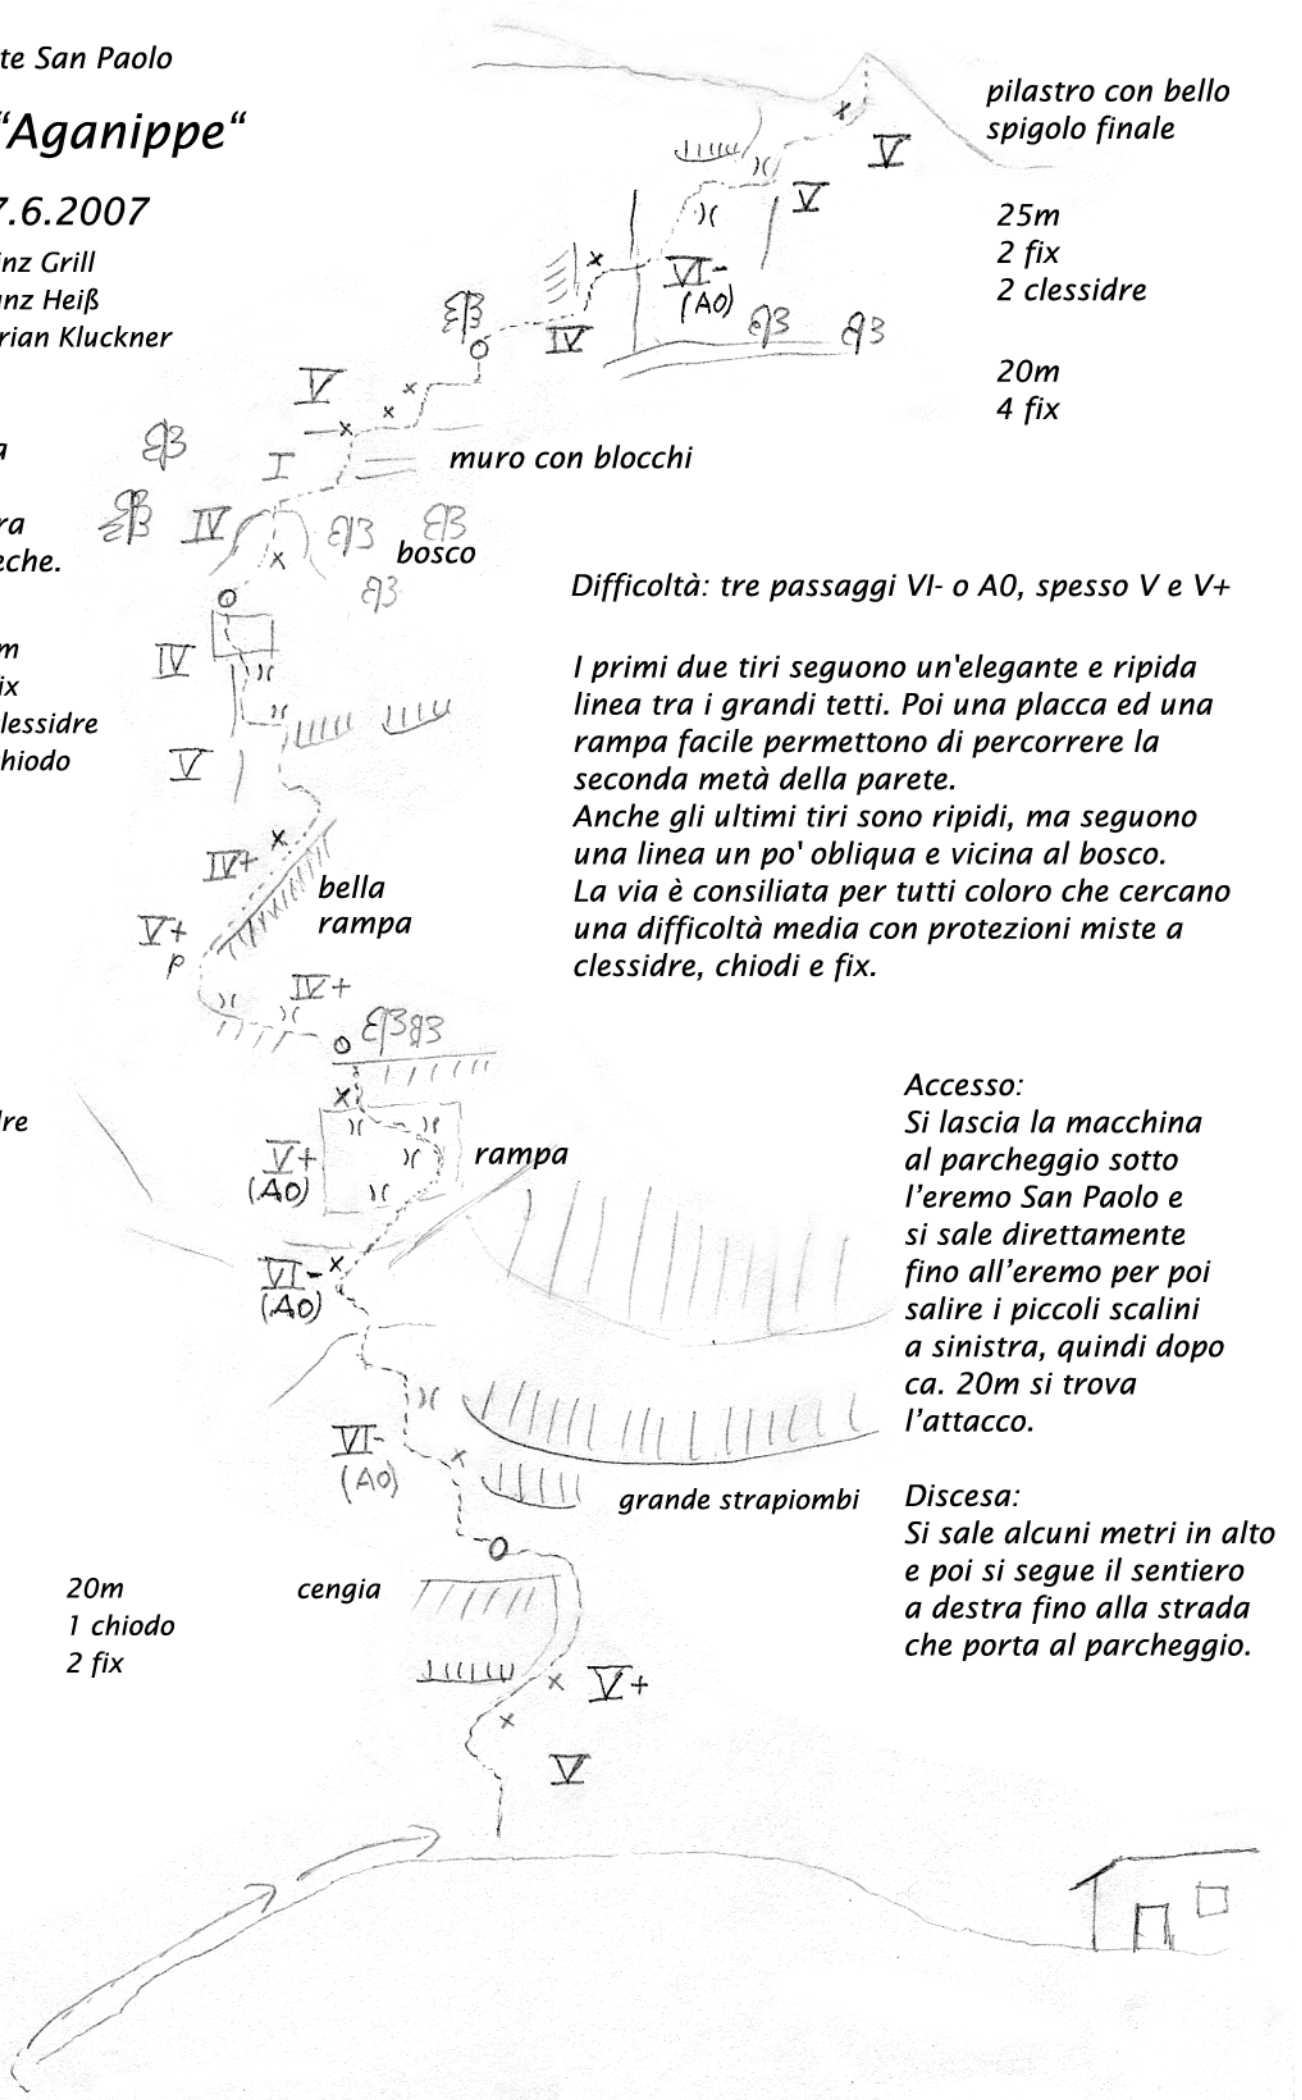 te San Paolo
“Aganippe“
7.6.2007
inz Grill
anz Heiß
rian Kluckner
pilastro con bello
spigolo finale
V
V
25m
2 fix
2 clessidre
VI-
(A0)
IV
20m
4 fix
V
a
I
muro con blocchi
ra
eche.
IV
bosco
Difficoltà: tre passaggi VI- o A0, spesso V e V+
m
ix
lessidre
hiodo
IV
I primi due tiri seguono un'elegante e ripida
linea tra i grandi tetti. Poi una placca ed una
rampa facile permettono di percorrere la
seconda metà della parete.
Anche gli ultimi tiri sono ripidi, ma seguono
una linea un po' obliqua e vicina al bosco.
La via è consiliata per tutti coloro che cercano
una difficoltà media con protezioni miste a
clessidre, chiodi e fix.
V
IV+
bella
rampa
V+
p
IV+
dre
V+
(A0)
rampa
VI-
(A0)
Accesso:
Si lascia la macchina
al parcheggio sotto
l’eremo San Paolo e
si sale direttamente
fino all’eremo per poi
salire i piccoli scalini
a sinistra, quindi dopo
ca. 20m si trova
l’attacco.
VI-
(A0)
grande strapiombi
Discesa:
Si sale alcuni metri in alto
e poi si segue il sentiero
a destra fino alla strada
che porta al parcheggio.
20m
1 chiodo
2 fix
cengia
V+
V